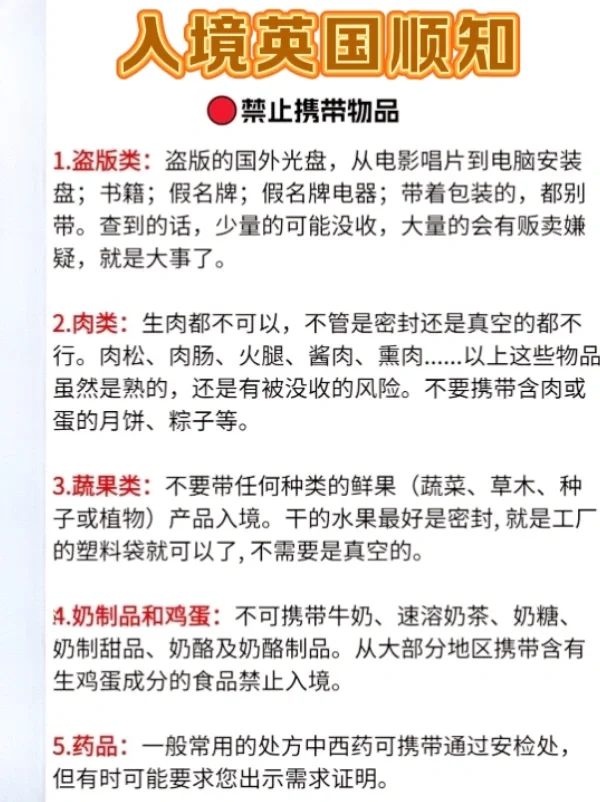 入境英国顺知
禁止携带物品
1.盗版类：盗版的国外光盘，从电影唱片到电脑安装
盘；书籍；假名牌；假名牌电器；带着包装的，都别
带。查到的话，少量的可能没收，大量的会有贩卖嫌
疑，就是大事了。
2.肉类：生肉都不可以，不管是密封还是真空的都不
行。肉松、肉肠、火腿、酱肉、熏肉......以上这些物品
虽然是熟的，还是有被没收的风险。不要携带含肉或
蛋的月饼、粽子等。
3.蔬果类：不要带任何种类的鲜果（蔬菜、草木、种
子或植物）产品入境。干的水果最好是密封, 就是工厂
的塑料袋就可以了, 不需要是真空的。
4.奶制品和鸡蛋：不可携带牛奶、速溶奶茶、奶糖、
奶制甜品、奶酪及奶酪制品。从大部分地区携带含有
生鸡蛋成分的食品禁止入境。
5.药品：一般常用的处方中西药可携带通过安检处，
但有时可能要求您出示需求证明。